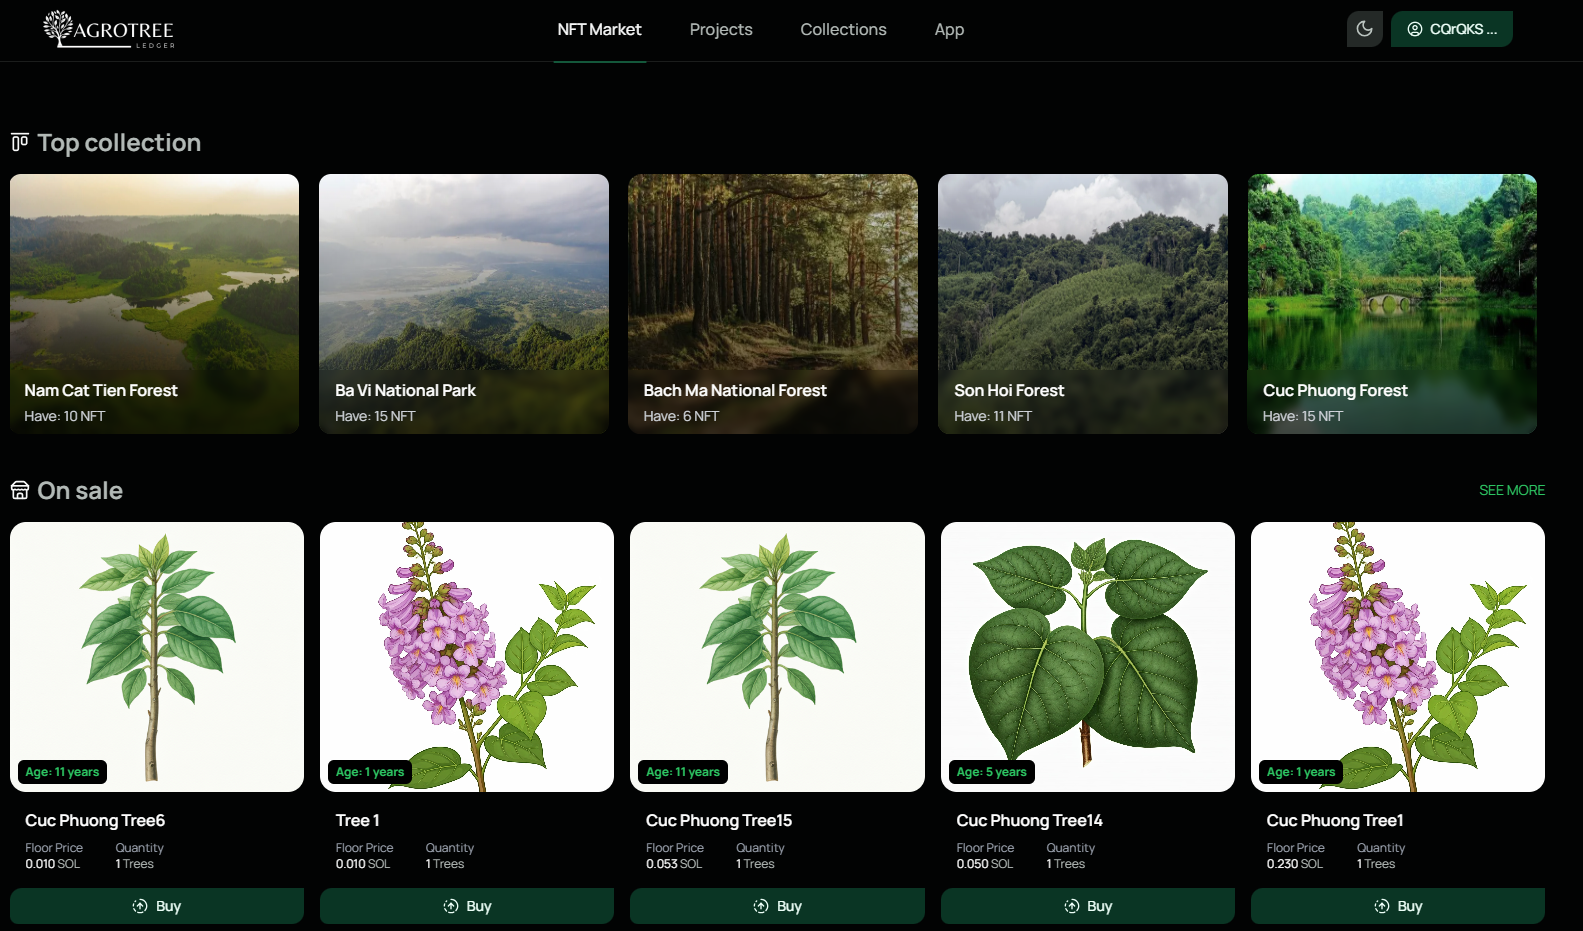 AGROTREE
LEDGER
NFT Market
Projects
Collections
App
CQrQKS ...
Top collection
Nam Cat Tien Forest
Have: 10 NFT
Ba Vi National Park
Have: 15 NFT
Bach Ma National Forest
Have: 6 NFT
Son Hoi Forest
Have: 11 NFT
Cuc Phuong Forest
Have: 15 NFT
On sale
SEE MORE
Age: 11 years
Cuc Phuong Tree6
Floor Price Quantity
0.010 SOL 1 Trees
Buy
Age: 1 years
Tree 1
Floor Price Quantity
0.010 SOL 1 Trees
Buy
Age: 11 years
Cuc Phuong Tree15
Floor Price Quantity
0.053 SOL 1 Trees
Buy
Age: 5 years
Cuc Phuong Tree14
Floor Price Quantity
0.050 SOL 1 Trees
Buy
Age: 1 years
Cuc Phuong Tree1
Floor Price Quantity
0.230 SOL 1 Trees
Buy